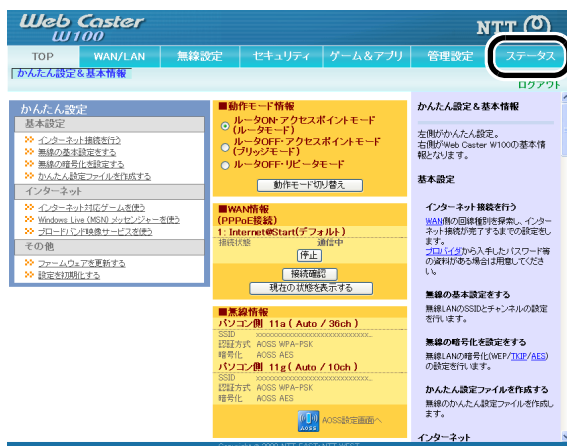 Web Caster
W100
NTT
TOP WAN/LAN 無線設定 セキュリティ ゲーム&アプリ 管理設定 ステータス
かんたん設定&基本情報
ログアウト
かんたん設定
基本設定
インターネット接続を行う
無線の基本設定をする
無線の暗号化を設定する
かんたん設定ファイルを作成する
インターネット
インターネット対応ゲームを使う
Windows Live (MSN) メッセンジャーを使う
ブロードバンド映像サービスを使う
その他
ファームウェアを更新する
設定を初期化する
■動作モード情報
ルータON・アクセスポイントモード
(ルータモード)
ルータOFF・アクセスポイントモード
(ブリッジモード)
ルータOFF・リピータモード
動作モード切り替え
■WAN情報
(PPPoE接続)
1: Internet@Start(デフォルト)
接続状態 通信中
停止
接続確認
現在の状態を表示する
■無線情報
パソコン側 11a ( Auto / 36ch )
SSID xxxxxxxxxxxxxxxxxxxxxxxx...
認証方式 AOSS WPA-PSK
暗号化 AOSS AES
パソコン側 11g ( Auto / 10ch )
SSID xxxxxxxxxxxxxxxxxxxxxxxx...
認証方式 AOSS WPA-PSK
暗号化 AOSS AES
AOSS
AOSS設定画面へ
かんたん設定&基本情報
左側がかんたん設定。
右側がWeb Caster W100の基本情
報となります。
基本設定
インターネット接続を行う
WAN側の回線種別を探索し、インター
ネット接続が完了するまでの設定をし
ます。
プロバイダから入手したパスワード等
の資料がある場合は用意してくださ
い。
無線の基本設定をする
無線LANのSSIDとチャンネルの設定
を行います。
無線の暗号化を設定をする
無線LANの暗号化(WEP/TKIP/AES)
の設定を行います。
かんたん設定ファイルを作成する
無線のかんたん設定ファイルを作成し
ます。
インターネット